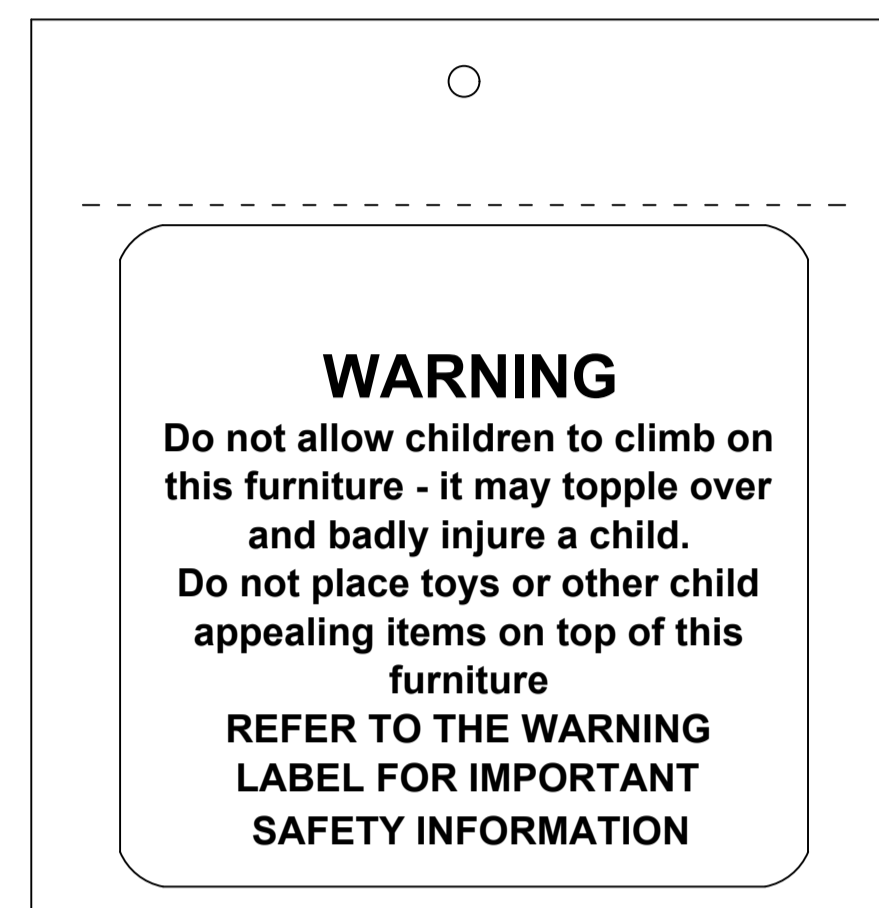 WARNING
Do not allow children to climb on
this furniture - it may topple over
and badly injure a child.
Do not place toys or other child
appealing items on top of this
furniture
REFER TO THE WARNING
LABEL FOR IMPORTANT
SAFETY INFORMATION